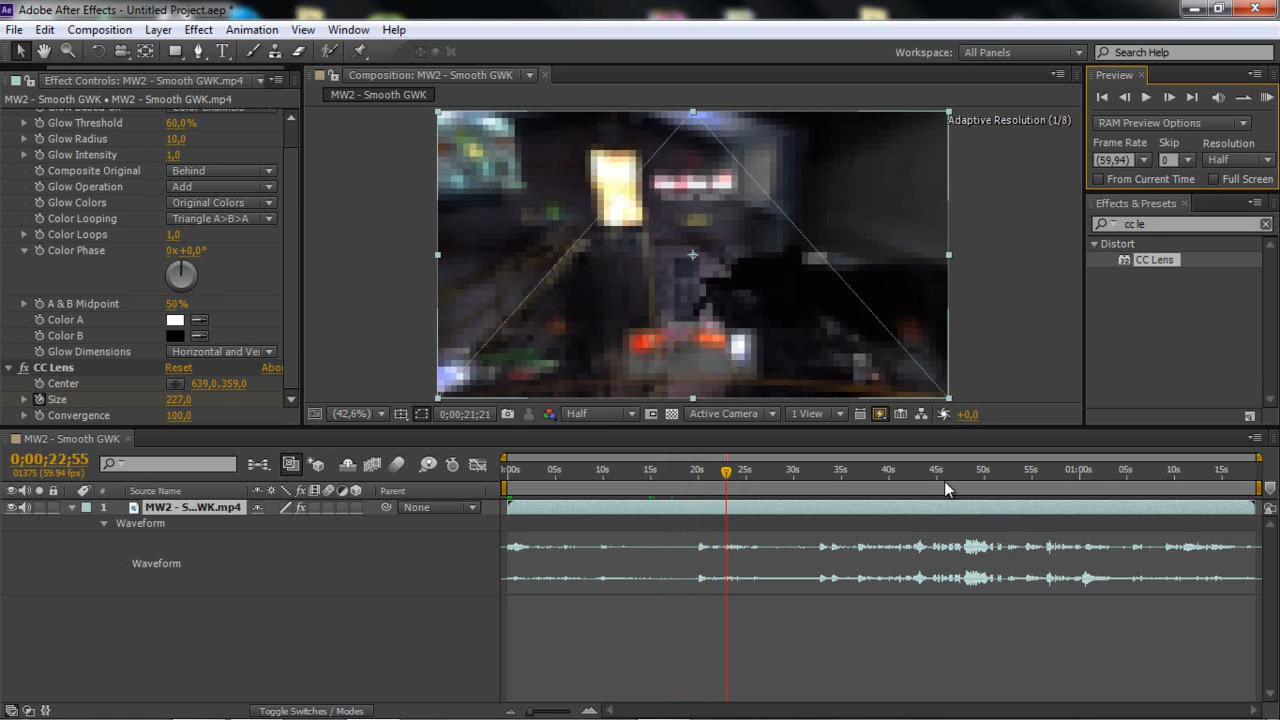 Adobe After Effects - Untitled Project.aep *
File Edit Composition Layer Effect Animation View Window Help
Workspace: All Panels Search Help
Effect Controls: MW2 - Smooth GWK.mp4
MW2 - Smooth GWK • MW2 - Smooth GWK.mp4
Glow Threshold 60,0%
Glow Radius 10,0
Glow Intensity 1,0
Composite Original Behind
Glow Operation Add
Glow Colors Original Colors
Color Looping Triangle A>B>A
Color Loops 1,0
Color Phase 0x+0,0°
A & B Midpoint 50%
Color A
Color B
Glow Dimensions Horizontal and Ve
fx CC Lens Reset Abo
Center 639,0,359,0
Size 227,0
Convergence 100,0
Composition: MW2 - Smooth GWK
MW2 - Smooth GWK
Adaptive Resolution (1/8)
(42,6%) 0;00;21;21 Half Active Camera 1 View +0,0
Preview
RAM Preview Options
Frame Rate Skip Resolution
(59,94) 0 Half
From Current Time Full Screen
Effects & Presets
cc le
Distort
CC Lens
MW2 - Smooth GWK
0;00;22;55
01375 (59.94 fps)
:00s 05s 10s 15s 25s 30s 35s 40s 45s 50s 55s 01:00s 05s 10s 15s
# Source Name Parent
1 MW2 - S...WK.mp4 None
Waveform
Waveform
Toggle Switches / Modes